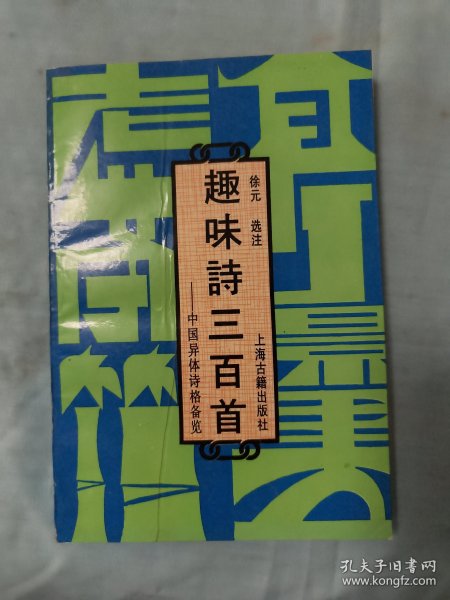 趣味詩三百首
——中国异体诗格备览
徐元 选注
上海古籍出版社
孔夫子旧书网
www.kongfz.com